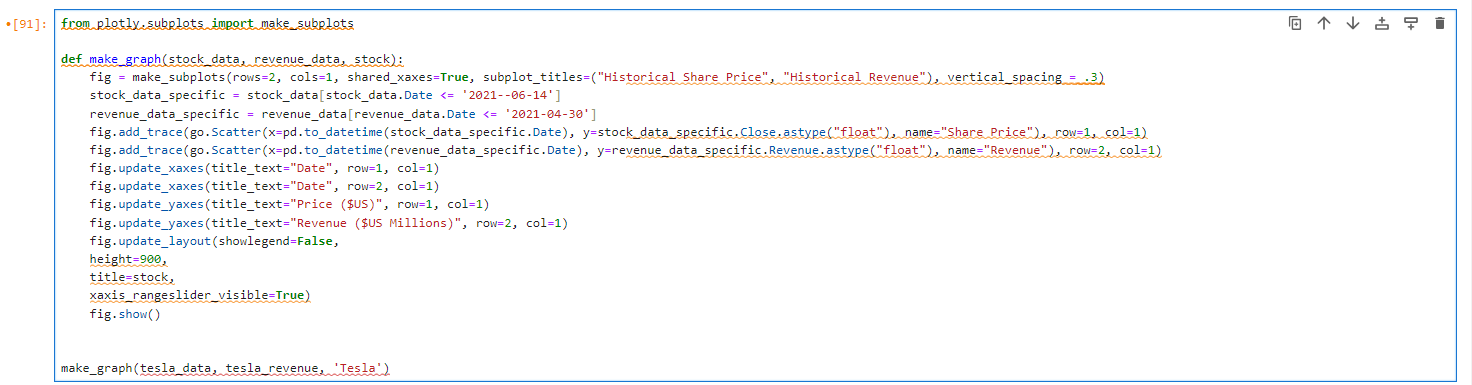 [91]:
from plotly.subplots import make_subplots
def make_graph(stock_data, revenue_data, stock):
    fig = make_subplots(rows=2, cols=1, shared_xaxes=True, subplot_titles=("Historical Share Price", "Historical Revenue"), vertical_spacing = .3)
    stock_data_specific = stock_data[stock_data.Date <= '2021--06-14']
    revenue_data_specific = revenue_data[revenue_data.Date <= '2021-04-30']
    fig.add_trace(go.Scatter(x=pd.to_datetime(stock_data_specific.Date), y=stock_data_specific.Close.astype("float"), name="Share Price"), row=1, col=1)
    fig.add_trace(go.Scatter(x=pd.to_datetime(revenue_data_specific.Date), y=revenue_data_specific.Revenue.astype("float"), name="Revenue"), row=2, col=1)
    fig.update_xaxes(title_text="Date", row=1, col=1)
    fig.update_xaxes(title_text="Date", row=2, col=1)
    fig.update_yaxes(title_text="Price ($US)", row=1, col=1)
    fig.update_yaxes(title_text="Revenue ($US Millions)", row=2, col=1)
    fig.update_layout(showlegend=False,
    height=900,
    title=stock,
    xaxis_rangeslider_visible=True)
    fig.show()
make_graph(tesla_data, tesla_revenue, 'Tesla')